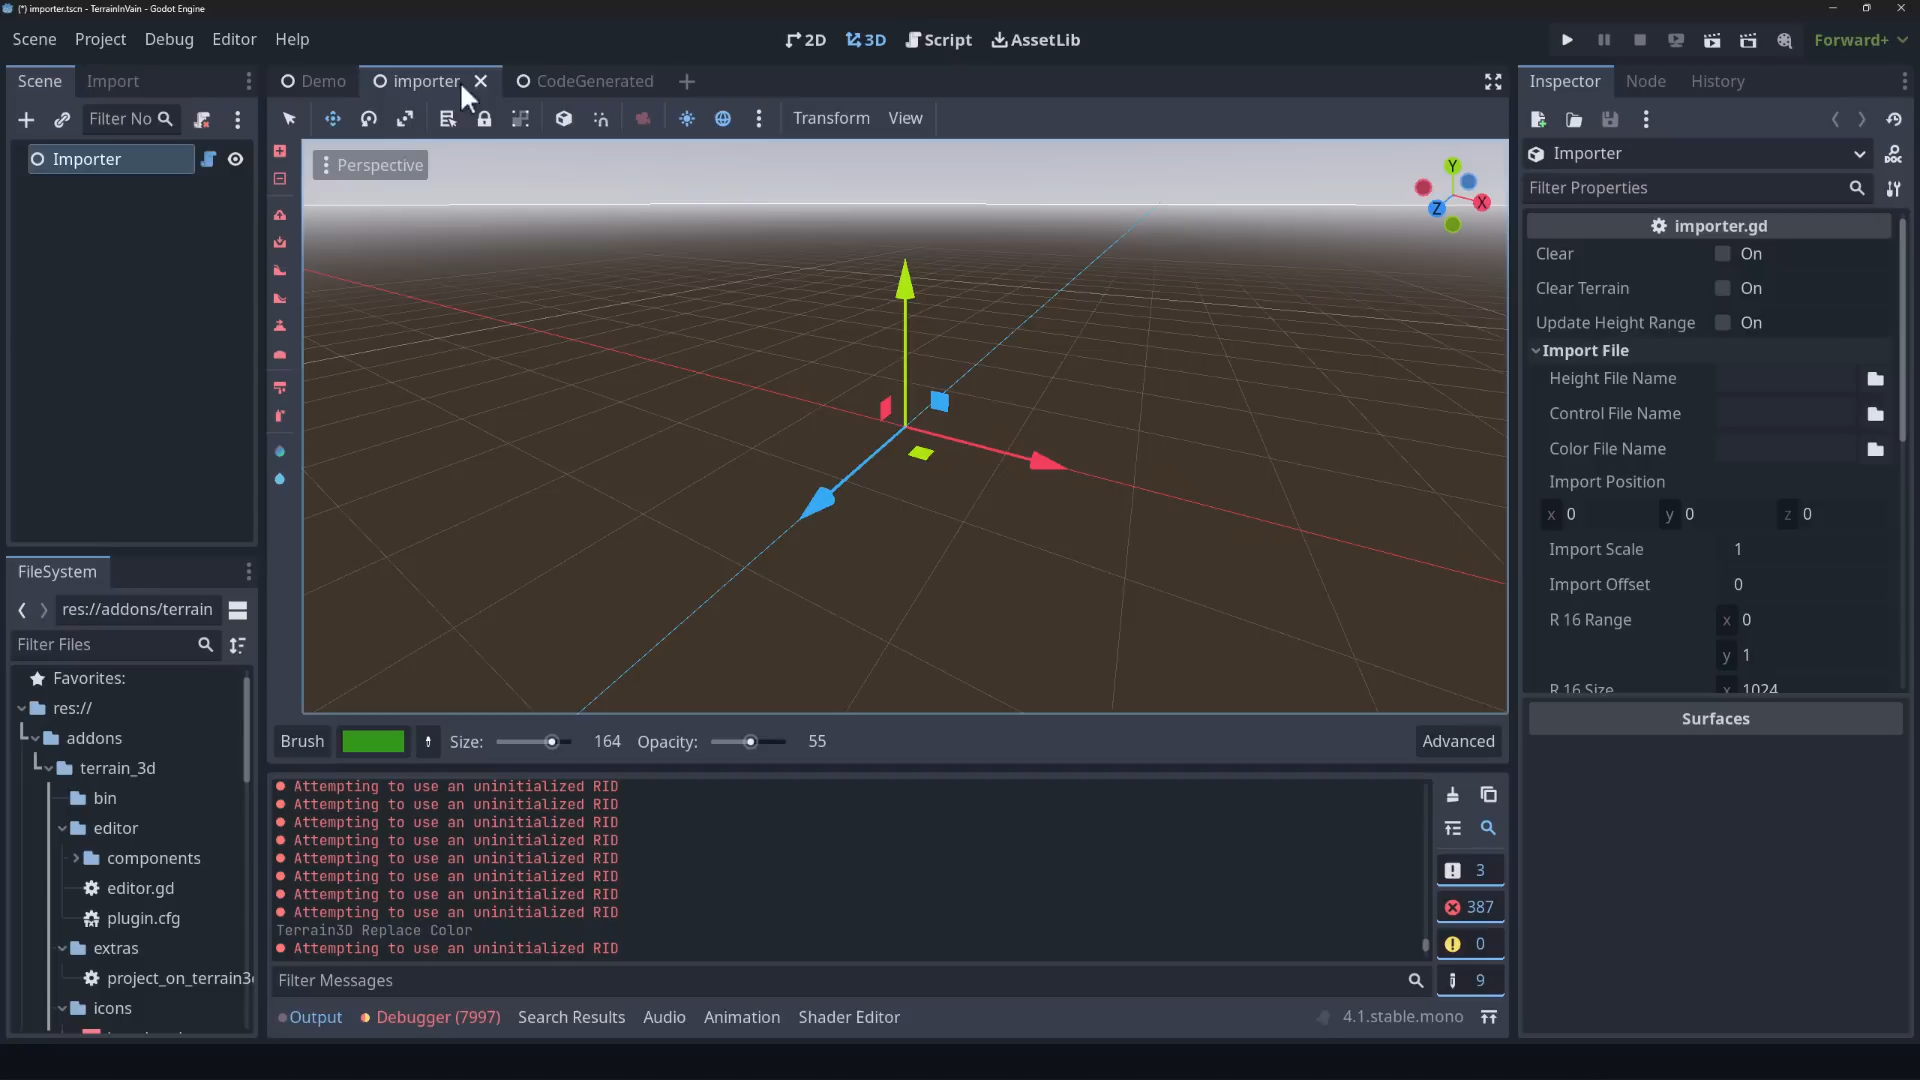 (*) importer.tscn - TerrainInVain - Godot Engine
Scene Project Debug Editor Help
2D 3D Script AssetLib
Forward+
Scene Import
Demo importer CodeGenerated
Inspector Node History
Filter No
Transform View
Importer
Perspective
Y
X
Z
Importer
Filter Properties
importer.gd
Clear On
Clear Terrain On
Update Height Range On
Import File
Height File Name
Control File Name
Color File Name
Import Position
x 0 y 0 z 0
Import Scale 1
Import Offset 0
R 16 Range x 0
y 1
R 16 Size x 1024
Surfaces
FileSystem
res://addons/terrain
Filter Files
Favorites:
res://
addons
terrain_3d
bin
editor
components
editor.gd
plugin.cfg
extras
project_on_terrain3
icons
Brush Size: 164 Opacity: 55 Advanced
Attempting to use an uninitialized RID
Attempting to use an uninitialized RID
Attempting to use an uninitialized RID
Attempting to use an uninitialized RID
Attempting to use an uninitialized RID
Attempting to use an uninitialized RID
Attempting to use an uninitialized RID
Attempting to use an uninitialized RID
Terrain3D Replace Color
Attempting to use an uninitialized RID
3
387
0
9
Filter Messages
Output Debugger (7997) Search Results Audio Animation Shader Editor 4.1.stable.mono